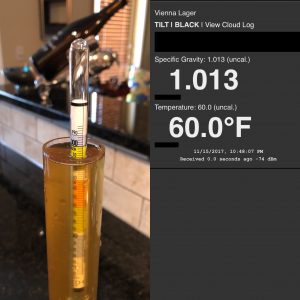 Vienna Lager
TILT | BLACK | View Cloud Log
Specific Gravity: 1.013 (uncal.)
1.013
Temperature: 60.0 (uncal.)
60.0°F
11/15/2017, 10:48:07 PM
Received 0.0 seconds ago -74 dBm